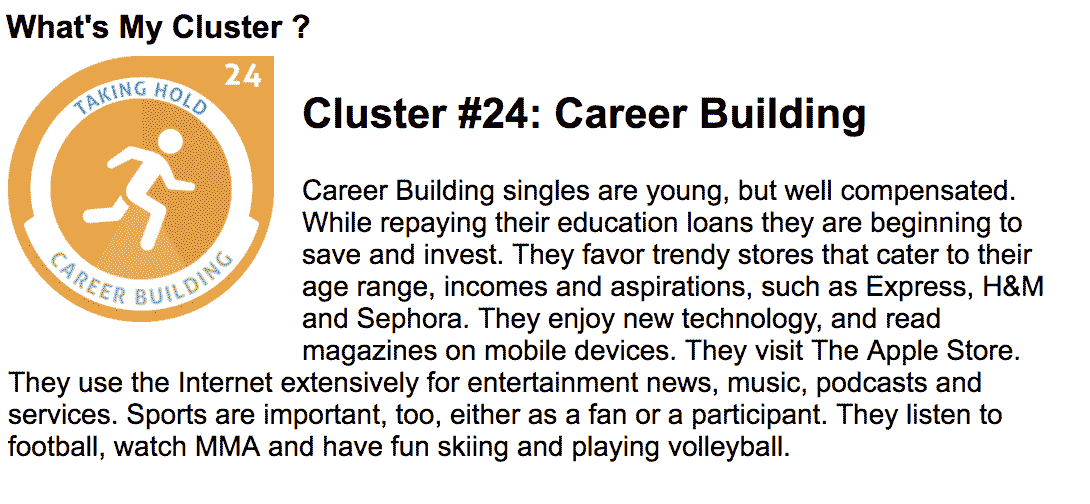 What's My Cluster ?
24
TAKING HOLD
CAREER BUILDING
Cluster #24: Career Building
Career Building singles are young, but well compensated.
While repaying their education loans they are beginning to
save and invest. They favor trendy stores that cater to their
age range, incomes and aspirations, such as Express, H&M
and Sephora. They enjoy new technology, and read
magazines on mobile devices. They visit The Apple Store.
They use the Internet extensively for entertainment news, music, podcasts and
services. Sports are important, too, either as a fan or a participant. They listen to
football, watch MMA and have fun skiing and playing volleyball.